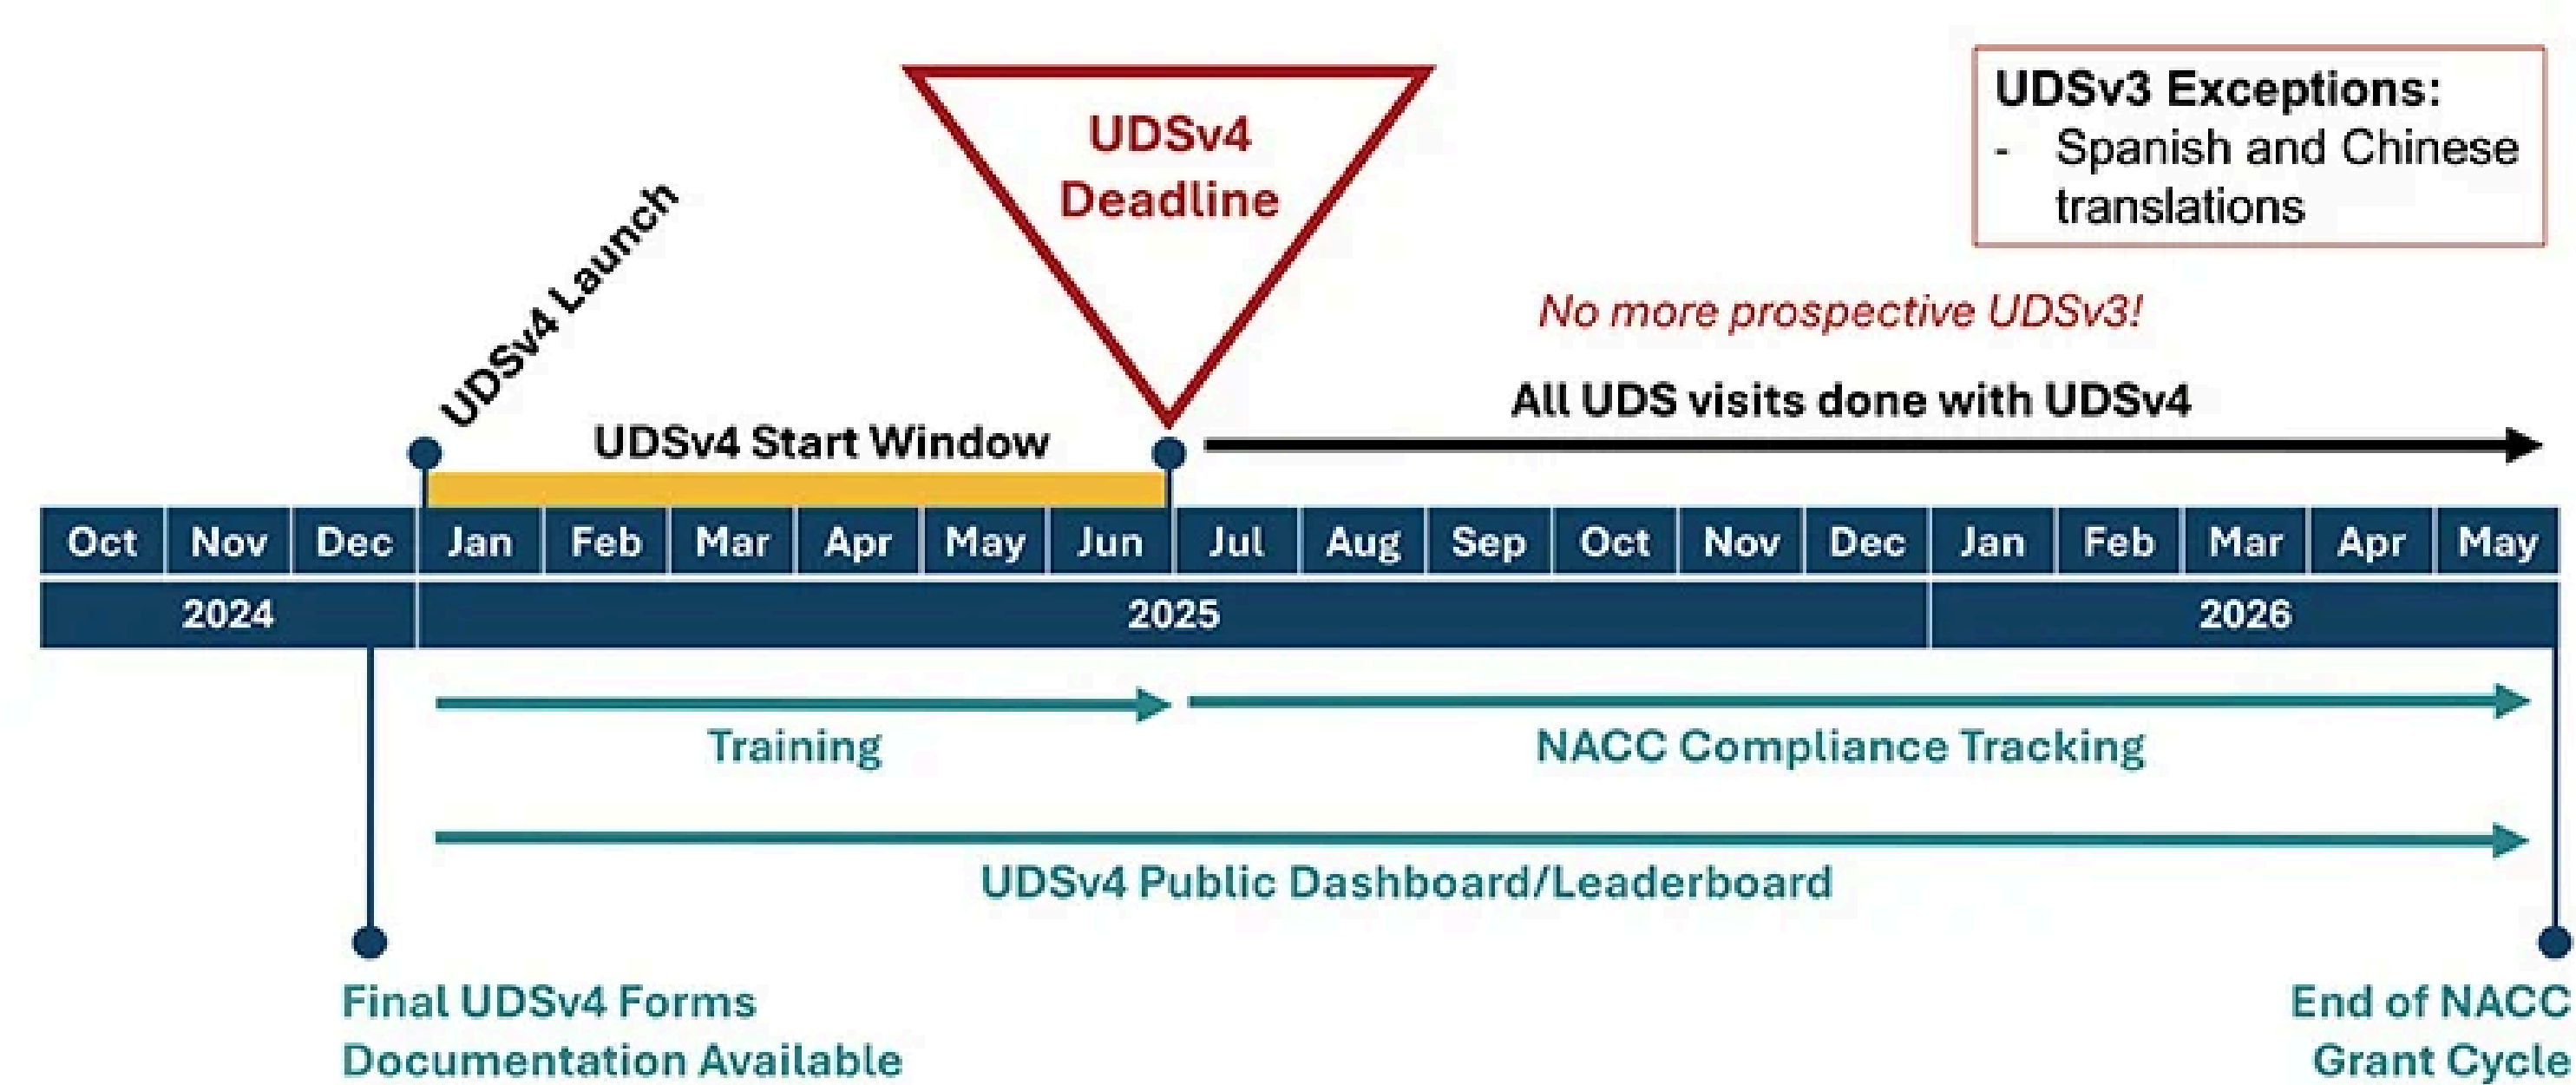 UDSv4
Deadline
UDSv3 Exceptions:
- Spanish and Chinese
translations
UDSv4 Launch
No more prospective UDSv3!
All UDS visits done with UDSv4
UDSv4 Start Window
Oct Nov Dec Jan Feb Mar Apr May Jun Jul Aug Sep Oct Nov Dec Jan Feb Mar Apr May
2024 2025 2026
Training
NACC Compliance Tracking
UDSv4 Public Dashboard/Leaderboard
Final UDSv4 Forms
Documentation Available
End of NACC
Grant Cycle